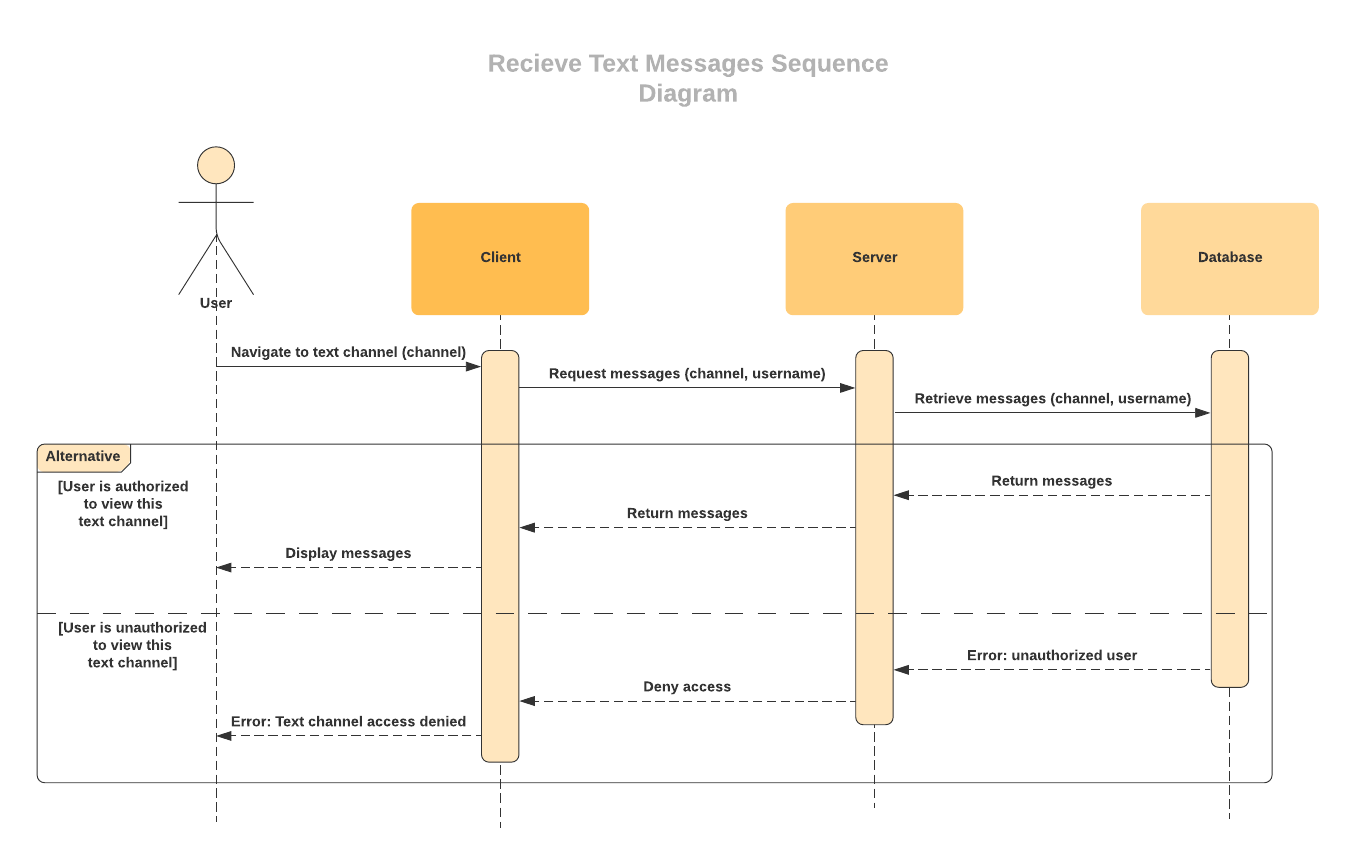 Recieve Text Messages Sequence
Diagram
User
Client
Server
Database
Navigate to text channel (channel)
Request messages (channel, username)
Retrieve messages (channel, username)
Alternative
[User is authorized
to view this
text channel]
Return messages
Return messages
Display messages
[User is unauthorized
to view this
text channel]
Error: unauthorized user
Deny access
Error: Text channel access denied